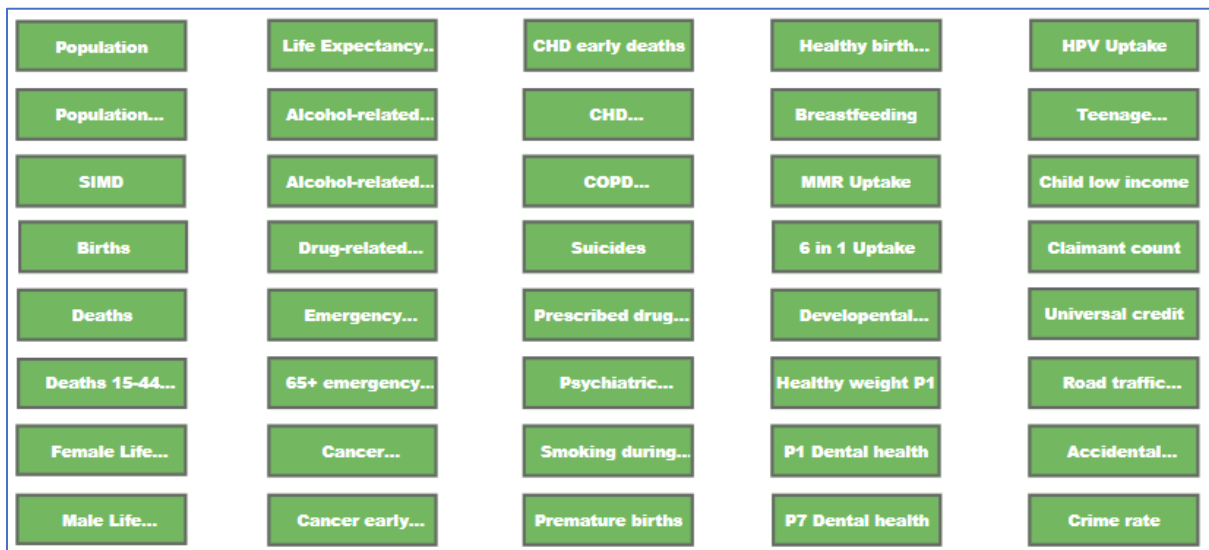 Population
Life Expectancy..
CHD early deaths
Healthy birth...
HPV Uptake
Population...
Alcohol-related...
CHD...
Breastfeeding
Teenage...
SIMD
Alcohol-related...
COPD...
MMR Uptake
Child low income
Births
Drug-related...
Suicides
6 in 1 Uptake
Claimant count
Deaths
Emergency...
Prescribed drug...
Developental...
Universal credit
Deaths 15-44...
65+ emergency...
Psychiatric...
Healthy weight P1
Road traffic...
Female Life...
Cancer...
Smoking during...
P1 Dental health
Accidental...
Male Life...
Cancer early...
Premature births
P7 Dental health
Crime rate